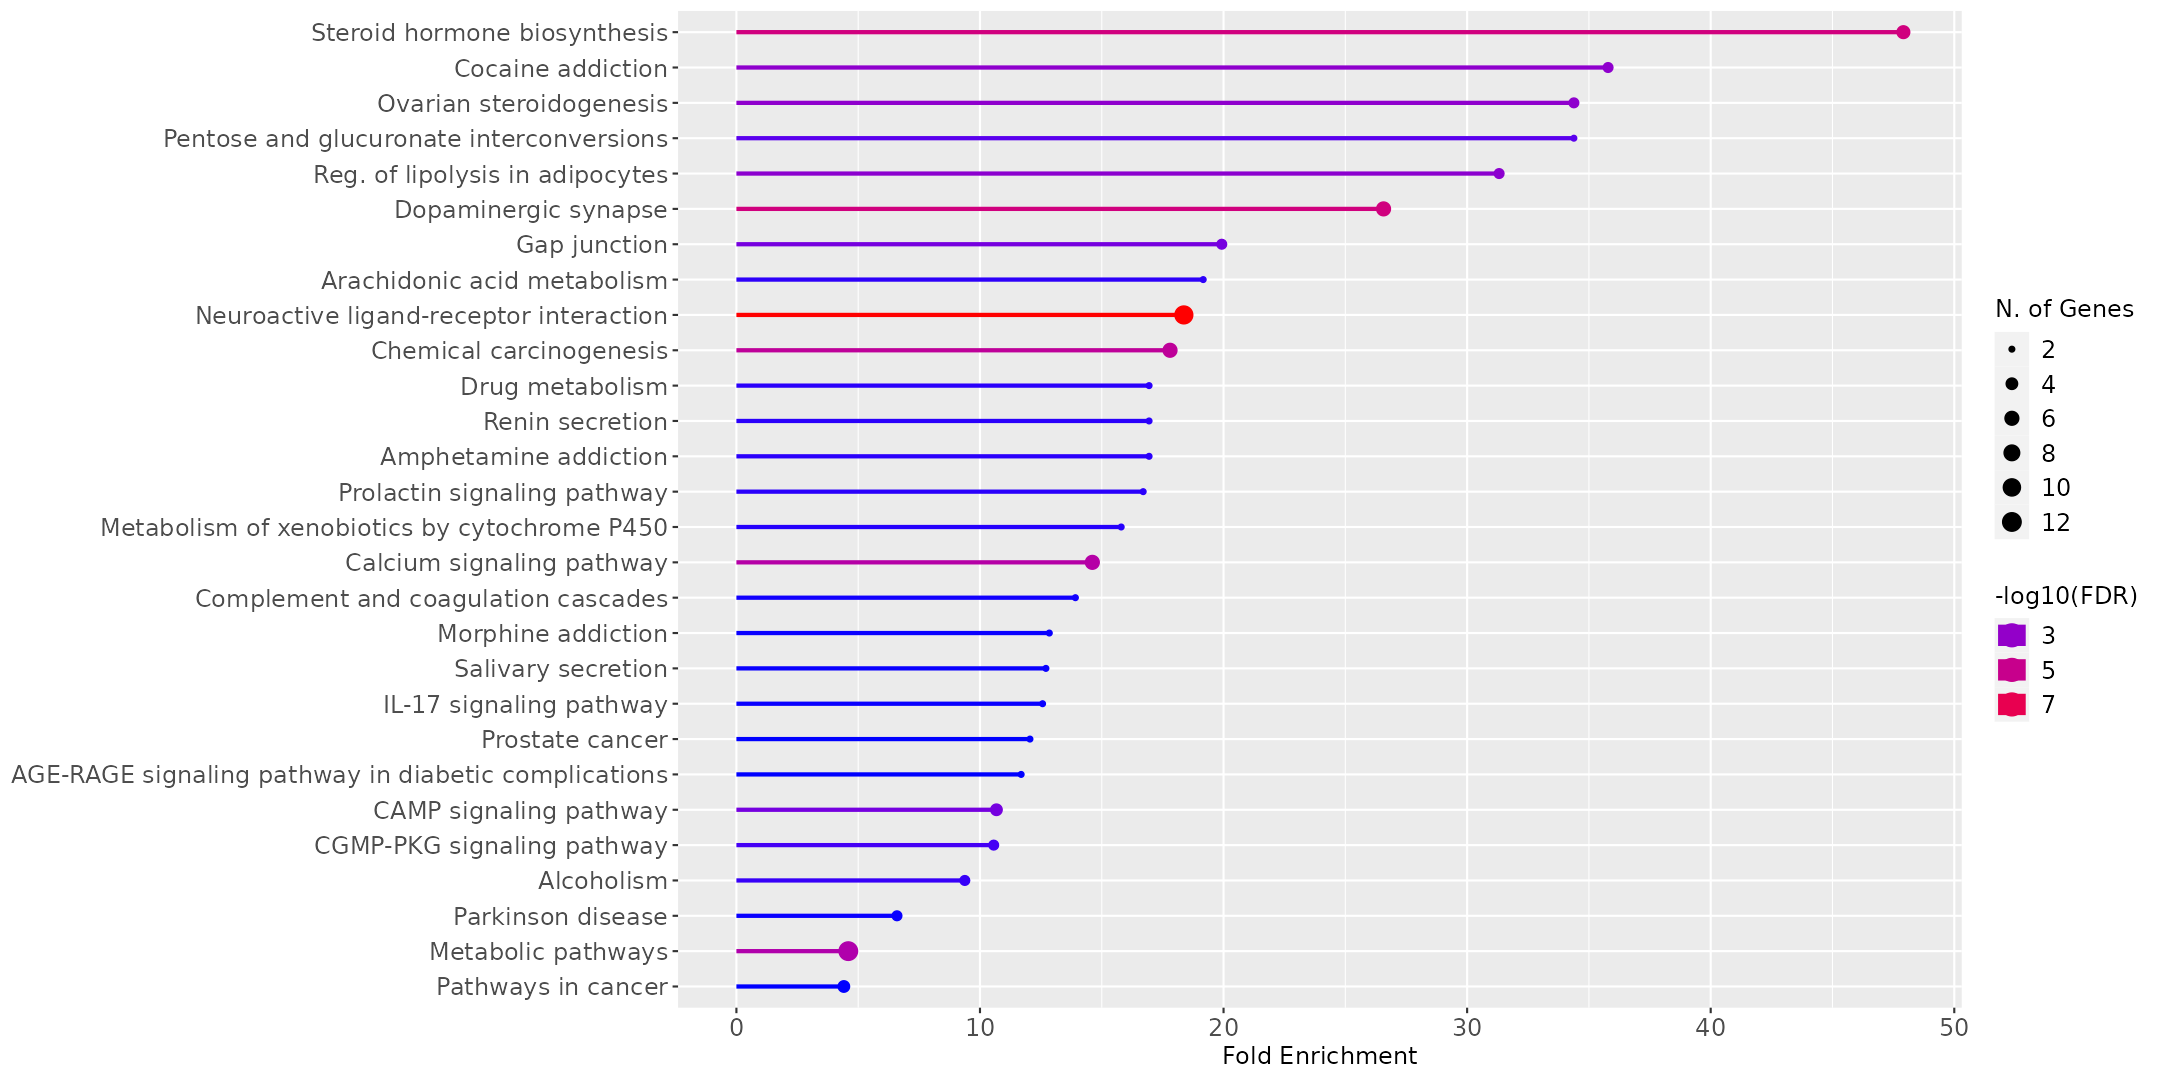 Steroid hormone biosynthesis
Cocaine addiction
Ovarian steroidogenesis
Pentose and glucuronate interconversions
Reg. of lipolysis in adipocytes
Dopaminergic synapse
Gap junction
Arachidonic acid metabolism
Neuroactive ligand-receptor interaction
Chemical carcinogenesis
Drug metabolism
Renin secretion
Amphetamine addiction
Prolactin signaling pathway
Metabolism of xenobiotics by cytochrome P450
Calcium signaling pathway
Complement and coagulation cascades
Morphine addiction
Salivary secretion
IL-17 signaling pathway
Prostate cancer
AGE-RAGE signaling pathway in diabetic complications
CAMP signaling pathway
CGMP-PKG signaling pathway
Alcoholism
Parkinson disease
Metabolic pathways
Pathways in cancer
0 10 20 30 40 50
Fold Enrichment
N. of Genes
2
4
6
8
10
12
-log10(FDR)
3
5
7